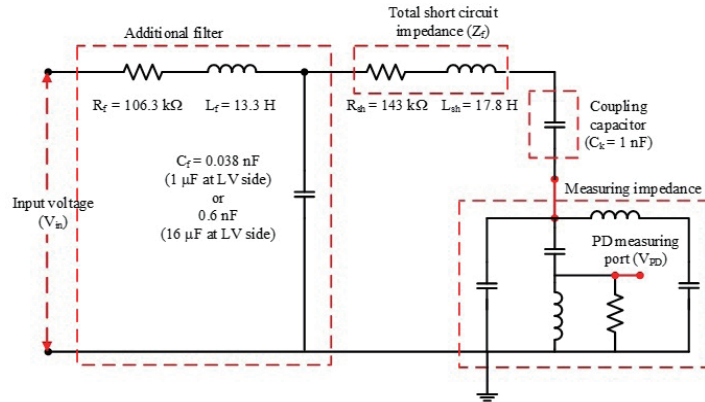 Additional filter
Total short circuit
impedance (Zf)
Rf = 106.3 kΩ
Lf = 13.3 H
Rsh = 143 kΩ
Lsh = 17.8 H
Coupling
capacitor
(Ck = 1 nF)
Cf = 0.038 nF
(1 μF at LV side)
or
0.6 nF
(16 μF at LV side)
Input voltage
(Vin)
Measuring impedance
PD measuring
port (VPD)